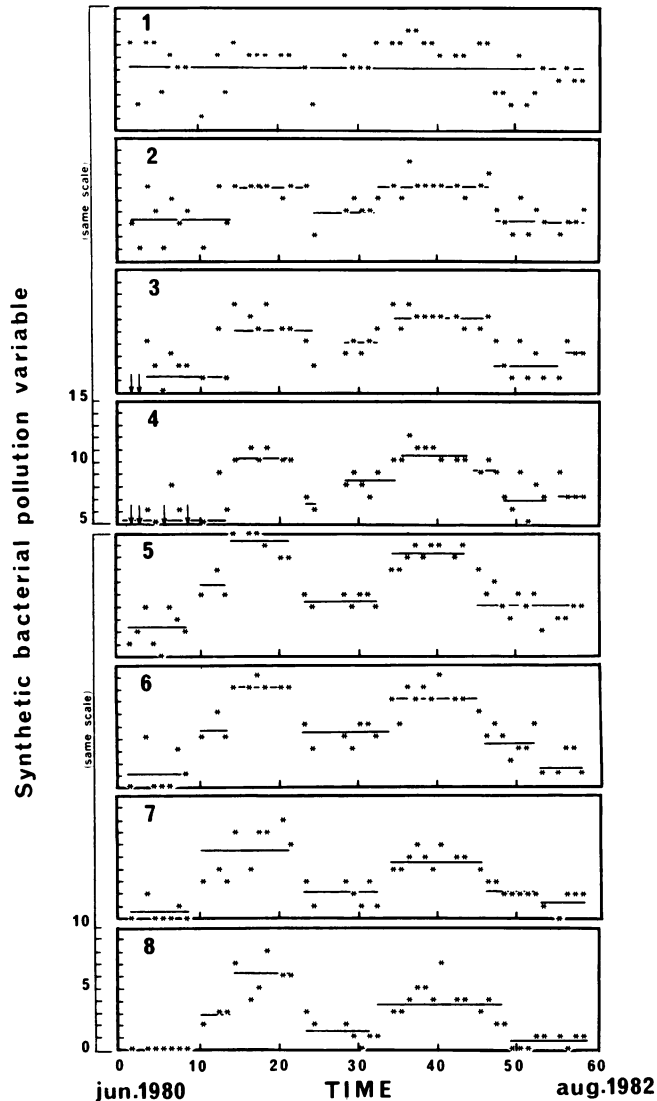 1
2
(same scale)
3
15
4
10
5
5
Synthetic bacterial pollution variable
6
(same scale)
7
10
8
5
0
0 10 20 30 40 50 60
jun.1980 TIME aug.1982